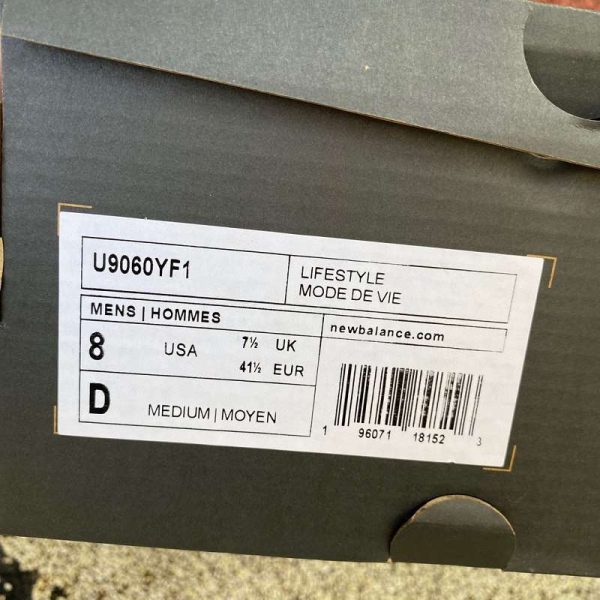 U9060YF1
LIFESTYLE
MODE DE VIE
MENS | HOMMES
8 USA 7½ UK
41½ EUR
D MEDIUM | MOYEN
newbalance.com
1 96071 18152 3